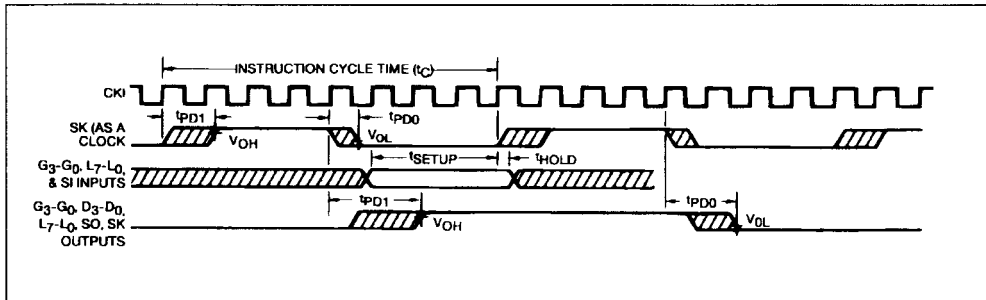 INSTRUCTION CYCLE TIME (tC)
CKI
tPD1
tPD0
SK (AS A
CLOCK
VOH
VOL
tSETUP
tHOLD
G3-G0, L7-L0,
& SI INPUTS
tPD1
tPD0
G3-G0, D3-D0,
L7-L0, SO, SK
OUTPUTS
VOH
VOL